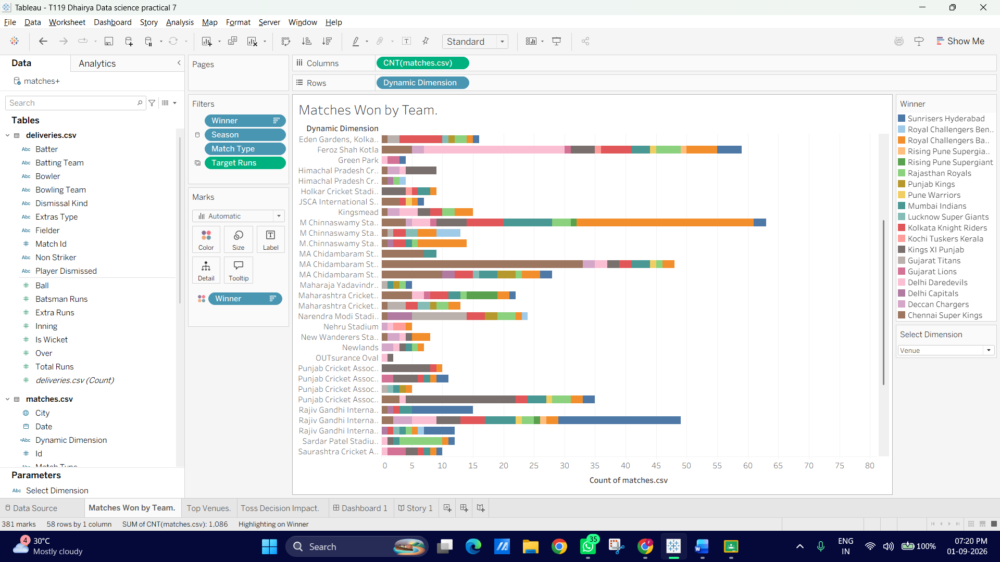 Tableau - T119 Dhairya Data science practical 7
File Data Worksheet Dashboard Story Analysis Map Format Server Window Help
Standard
Show Me
Data
Analytics
matches+
Search
Tables
deliveries.csv
Abc Batter
Abc Batting Team
Abc Bowler
Abc Bowling Team
Abc Dismissal Kind
Abc Extras Type
Abc Fielder
# Match Id
Abc Non Striker
Abc Player Dismissed
# Ball
# Batsman Runs
# Extra Runs
# Inning
# Is Wicket
# Over
# Total Runs
# deliveries.csv (Count)
matches.csv
City
Date
=Abc Dynamic Dimension
# Id
Abc Match Type
Parameters
Abc Select Dimension
Pages
Filters
Winner
Season
Match Type
Target Runs
Marks
Automatic
Color Size Label
Detail Tooltip
Winner
Columns CNT(matches.csv)
Rows Dynamic Dimension
Matches Won by Team.
Dynamic Dimension
Eden Gardens, Kolka..
Feroz Shah Kotla
Green Park
Himachal Pradesh Cr..
Himachal Pradesh Cr..
Holkar Cricket Stadi..
JSCA International S..
Kingsmead
M Chinnaswamy Sta..
M Chinnaswamy Sta..
M.Chinnaswamy Sta..
MA Chidambaram St..
MA Chidambaram St..
MA Chidambaram St..
Maharaja Yadavindr..
Maharashtra Cricket..
Maharashtra Cricket..
Narendra Modi Stadi..
Nehru Stadium
New Wanderers Sta..
Newlands
OUTsurance Oval
Punjab Cricket Assoc..
Punjab Cricket Assoc..
Punjab Cricket Assoc..
Punjab Cricket Assoc..
Rajiv Gandhi Interna..
Rajiv Gandhi Interna..
Rajiv Gandhi Interna..
Sardar Patel Stadiu..
Saurashtra Cricket A..
0 5 10 15 20 25 30 35 40 45 50 55 60 65 70 75 80
Count of matches.csv
Winner
Sunrisers Hyderabad
Royal Challengers Ben..
Royal Challengers Ba..
Rising Pune Supergia..
Rising Pune Supergiant
Rajasthan Royals
Punjab Kings
Pune Warriors
Mumbai Indians
Lucknow Super Giants
Kolkata Knight Riders
Kochi Tuskers Kerala
Kings XI Punjab
Gujarat Titans
Gujarat Lions
Delhi Daredevils
Delhi Capitals
Deccan Chargers
Chennai Super Kings
Select Dimension
Venue
Data Source
Matches Won by Team.
Top Venues.
Toss Decision Impact.
Dashboard 1
Story 1
381 marks 58 rows by 1 column SUM of CNT(matches.csv): 1,086 Highlighting on Winner
4
30°C
Mostly cloudy
Search
35
F
ENG
IN
100%
07:20 PM
01-09-2026